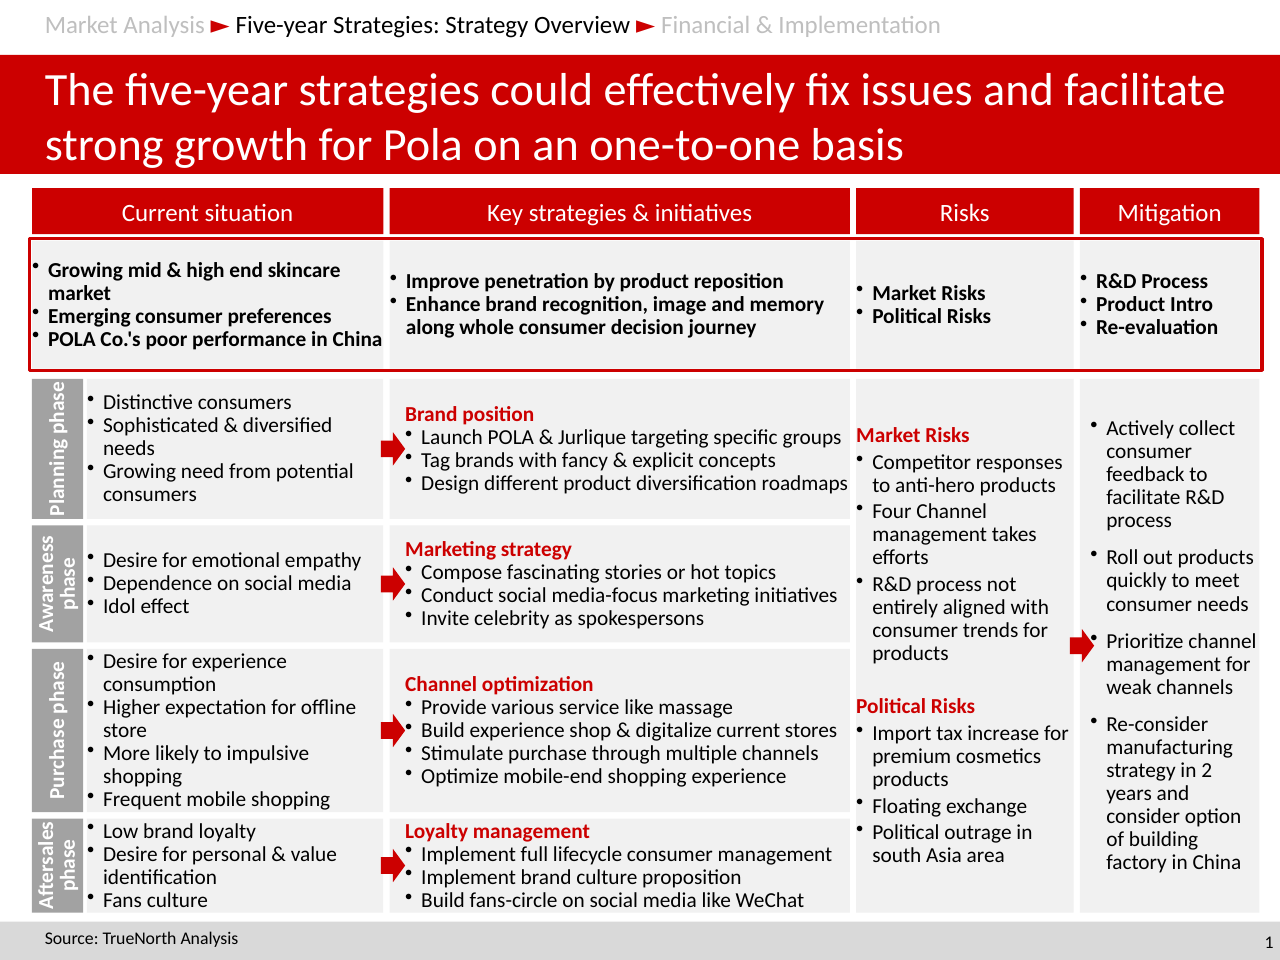 Market Analysis ► Five-year Strategies: Strategy Overview ► Financial & Implementation
The five-year strategies could effectively fix issues and facilitate
strong growth for Pola on an one-to-one basis
Current situation
Key strategies & initiatives
Risks
Mitigation
• Growing mid & high end skincare
market
• Emerging consumer preferences
• POLA Co.'s poor performance in China
• Improve penetration by product reposition
• Enhance brand recognition, image and memory
along whole consumer decision journey
• Market Risks
• Political Risks
• R&D Process
• Product Intro
• Re-evaluation
Planning phase
• Distinctive consumers
• Sophisticated & diversified
needs
• Growing need from potential
consumers
Brand position
• Launch POLA & Jurlique targeting specific groups
• Tag brands with fancy & explicit concepts
• Design different product diversification roadmaps
Awareness
phase
• Desire for emotional empathy
• Dependence on social media
• Idol effect
Marketing strategy
• Compose fascinating stories or hot topics
• Conduct social media-focus marketing initiatives
• Invite celebrity as spokespersons
Purchase phase
• Desire for experience
consumption
• Higher expectation for offline
store
• More likely to impulsive
shopping
• Frequent mobile shopping
Channel optimization
• Provide various service like massage
• Build experience shop & digitalize current stores
• Stimulate purchase through multiple channels
• Optimize mobile-end shopping experience
Aftersales
phase
• Low brand loyalty
• Desire for personal & value
identification
• Fans culture
Loyalty management
• Implement full lifecycle consumer management
• Implement brand culture proposition
• Build fans-circle on social media like WeChat
Market Risks
• Competitor responses
to anti-hero products
• Four Channel
management takes
efforts
• R&D process not
entirely aligned with
consumer trends for
products
Political Risks
• Import tax increase for
premium cosmetics
products
• Floating exchange
• Political outrage in
south Asia area
• Actively collect
consumer
feedback to
facilitate R&D
process
• Roll out products
quickly to meet
consumer needs
• Prioritize channel
management for
weak channels
• Re-consider
manufacturing
strategy in 2
years and
consider option
of building
factory in China
Source: TrueNorth Analysis
1